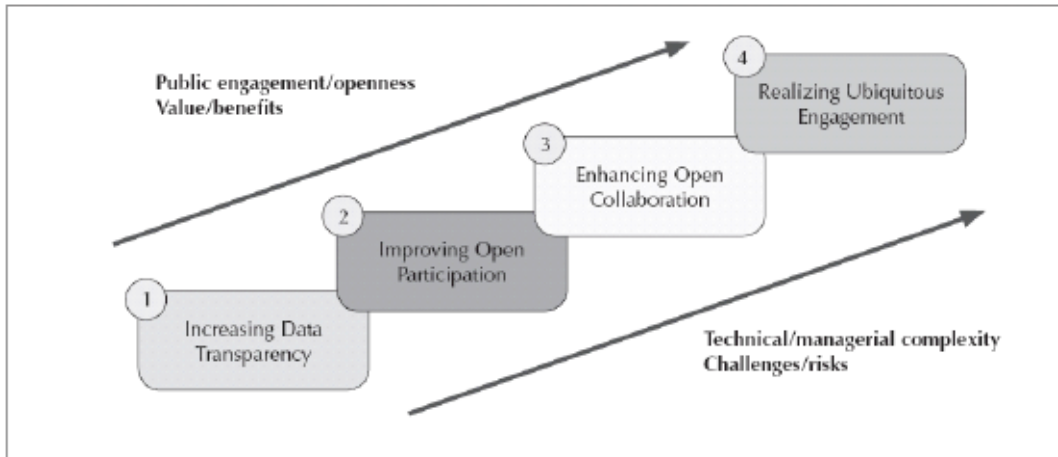 Public engagement/openness
Value/benefits
4
Realizing Ubiquitous
Engagement
3
Enhancing Open
Collaboration
2
Improving Open
Participation
1
Increasing Data
Transparency
Technical/managerial complexity
Challenges/risks